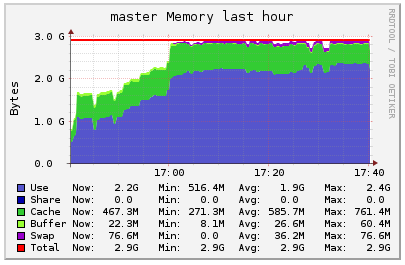 master Memory last hour
RRDTOOL / TOBI OETIKER
Bytes
3.0 G
2.0 G
1.0 G
0.0
17:00 17:20 17:40
Use Now: 2.2G Min: 516.4M Avg: 1.9G Max: 2.4G
Share Now: 0.0 Min: 0.0 Avg: 0.0 Max: 0.0
Cache Now: 467.3M Min: 271.3M Avg: 585.7M Max: 761.4M
Buffer Now: 22.3M Min: 8.1M Avg: 26.6M Max: 60.4M
Swap Now: 76.6M Min: 0.0 Avg: 36.2M Max: 76.6M
Total Now: 2.9G Min: 2.9G Avg: 2.9G Max: 2.9G